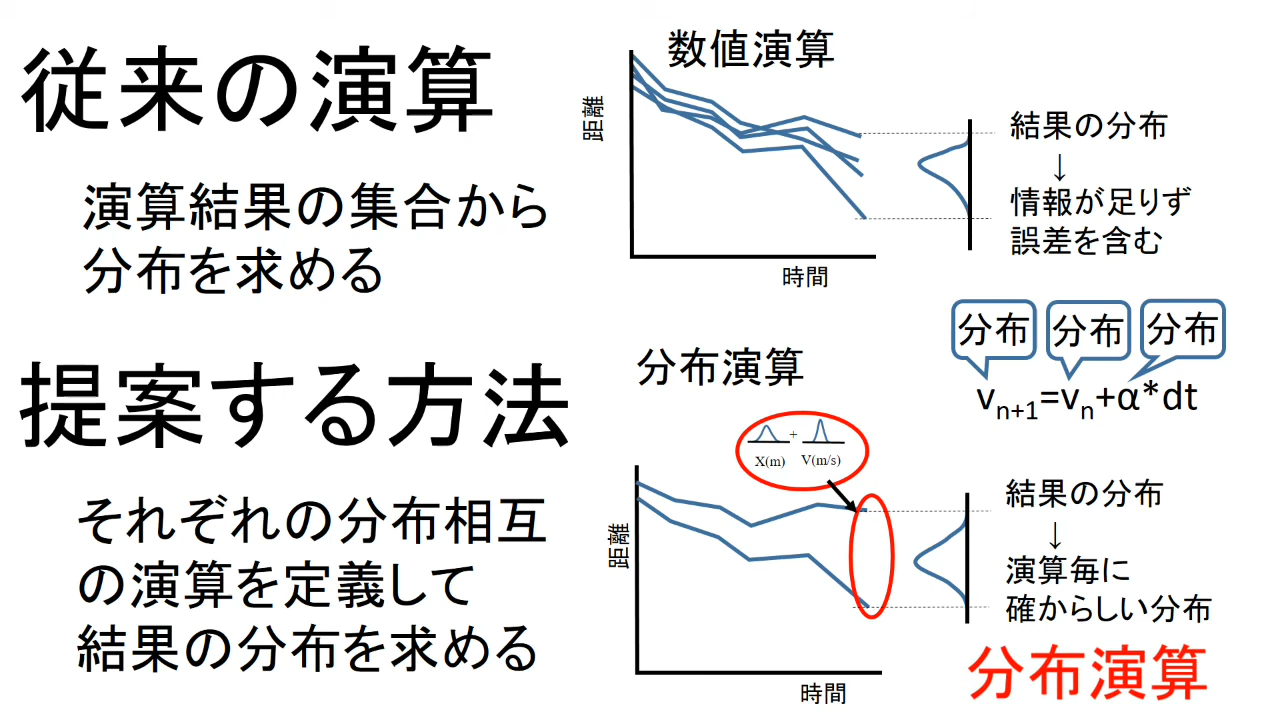 従来の演算
演算結果の集合から
分布を求める
数値演算
距離
時間
結果の分布
↓
情報が足りず
誤差を含む
提案する方法
それぞれの分布相互
の演算を定義して
結果の分布を求める
分布演算
分布 分布 分布
vn+1=vn+α*dt
+
X(m) V(m/s)
距離
時間
結果の分布
↓
演算毎に
確からしい分布
分布演算